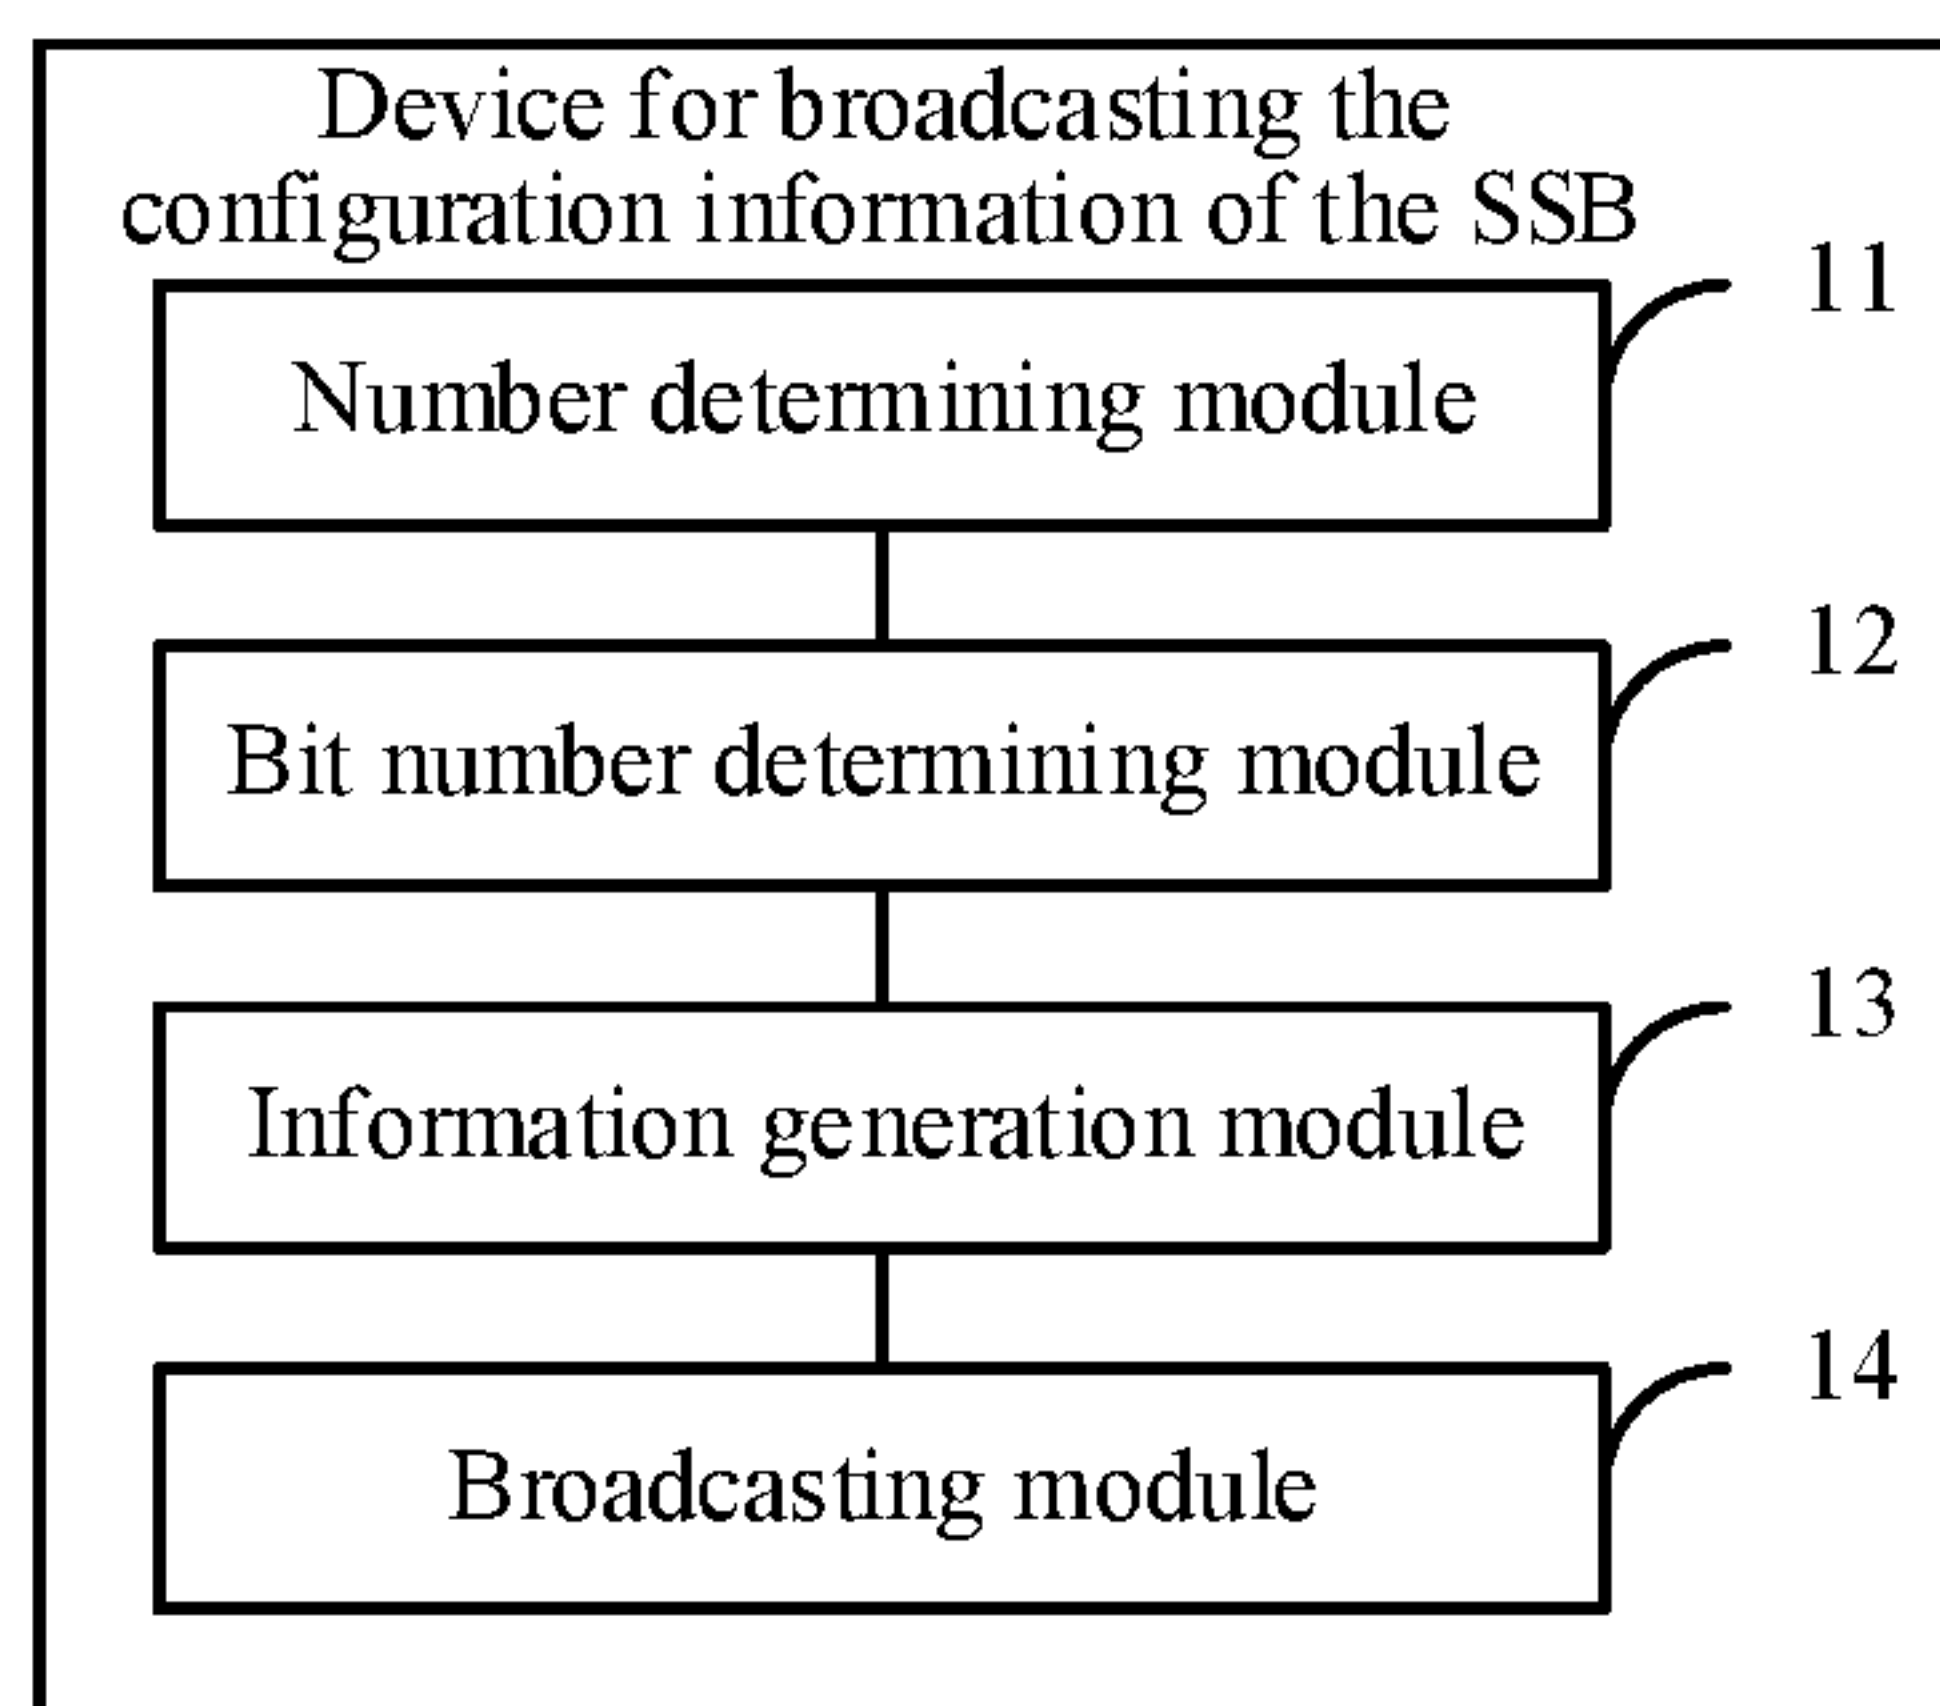 Device for broadcasting the
configuration information of the SSB
11
Number determining module
12
Bit number determining module
13
Information generation module
14
Broadcasting module